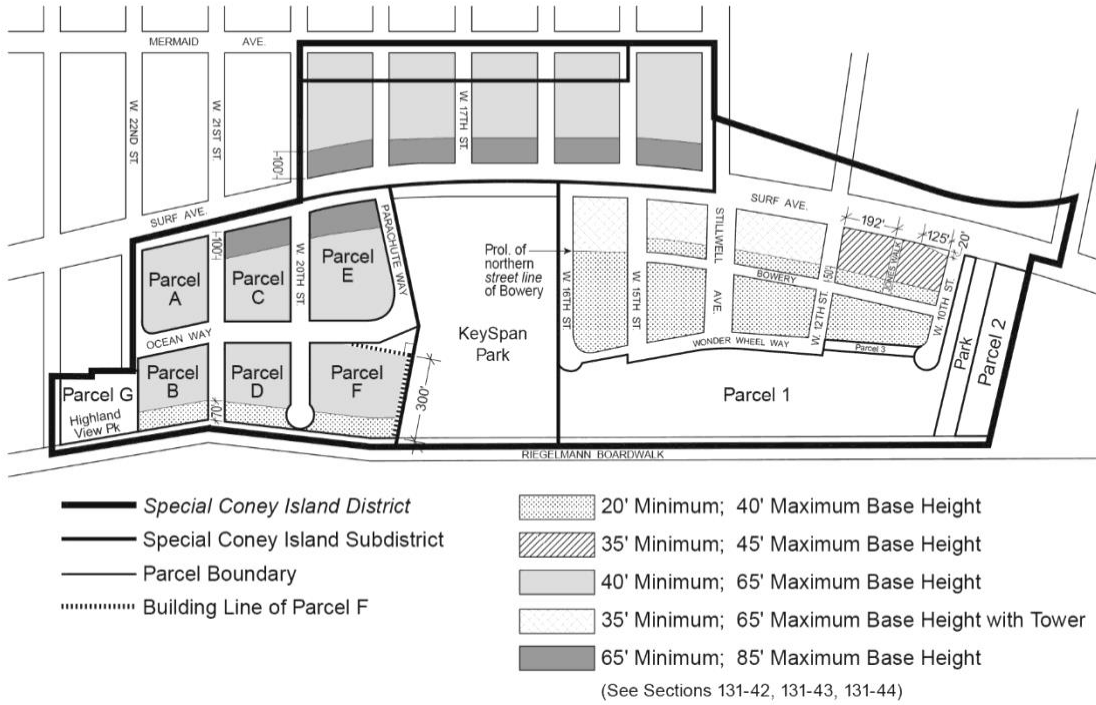 MERMAID AVE.
W. 22ND ST.
W. 21ST ST.
W. 17TH ST.
100'
SURF AVE.
SURF AVE.
STILLWELL
AVE.
192'
125'
20'
JONES WALK
100'
W. 20TH ST.
PARACHUTE WAY
Parcel
A
Parcel
C
Parcel
E
Prol. of
northern
street line
of Bowery
W. 16TH ST.
W. 15TH ST.
BOWERY
50'
W. 12TH ST.
W. 10TH ST.
OCEAN WAY
KeySpan
Park
WONDER WHEEL WAY
Parcel 3
Parcel 1
Park
Parcel 2
Parcel G
Highland
View Pk
Parcel
B
70'
Parcel
D
Parcel
F
300'
RIEGELMANN BOARDWALK
Special Coney Island District
Special Coney Island Subdistrict
Parcel Boundary
Building Line of Parcel F
20' Minimum; 40' Maximum Base Height
35' Minimum; 45' Maximum Base Height
40' Minimum; 65' Maximum Base Height
35' Minimum; 65' Maximum Base Height with Tower
65' Minimum; 85' Maximum Base Height
(See Sections 131-42, 131-43, 131-44)